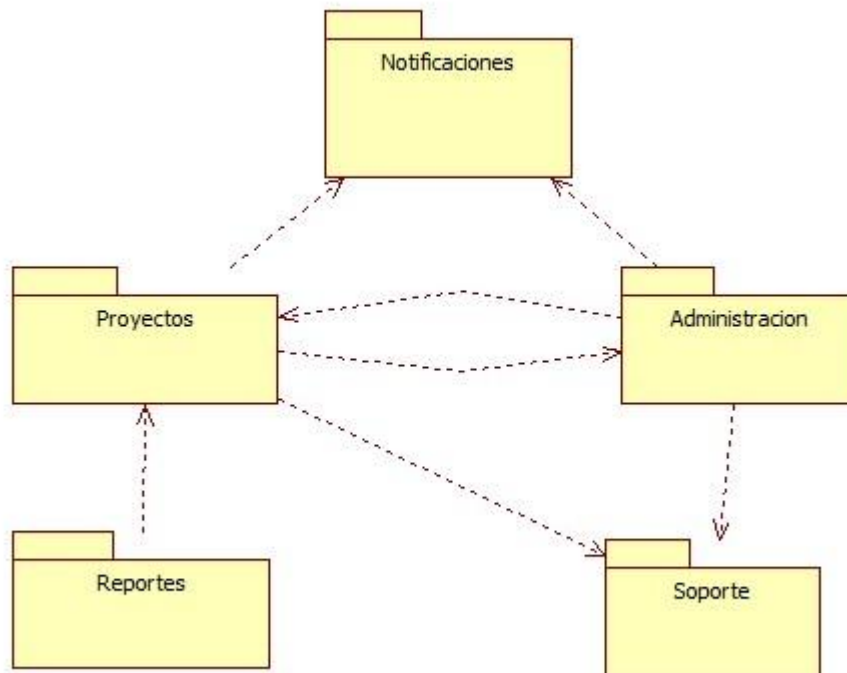 Notificaciones
Proyectos
Administracion
Reportes
Soporte